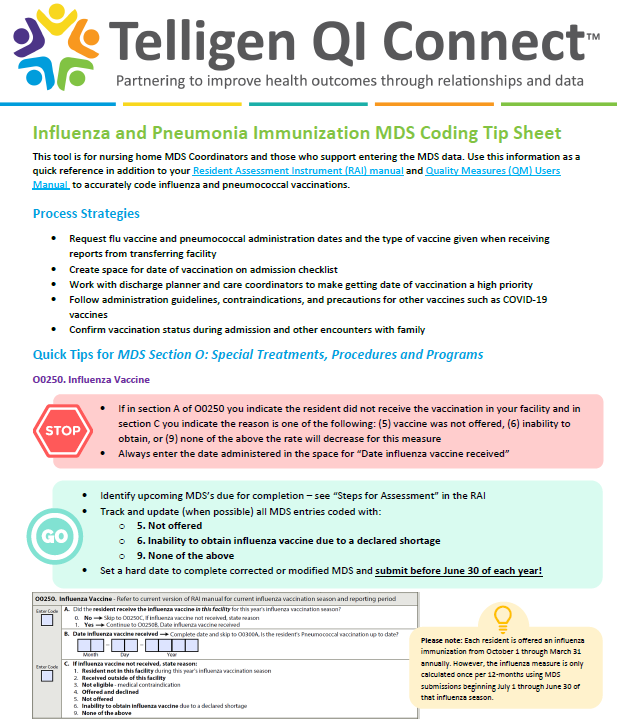 Telligen QI Connect™
Partnering to improve health outcomes through relationships and data
Influenza and Pneumonia Immunization MDS Coding Tip Sheet
This tool is for nursing home MDS Coordinators and those who support entering the MDS data. Use this information as a
quick reference in addition to your Resident Assessment Instrument (RAI) manual and Quality Measures (QM) Users
Manual to accurately code influenza and pneumococcal vaccinations.
Process Strategies
• Request flu vaccine and pneumococcal administration dates and the type of vaccine given when receiving
reports from transferring facility
• Create space for date of vaccination on admission checklist
• Work with discharge planner and care coordinators to make getting date of vaccination a high priority
• Follow administration guidelines, contraindications, and precautions for other vaccines such as COVID-19
vaccines
• Confirm vaccination status during admission and other encounters with family
Quick Tips for MDS Section O: Special Treatments, Procedures and Programs
O0250. Influenza Vaccine
STOP
• If in section A of O0250 you indicate the resident did not receive the vaccination in your facility and in
section C you indicate the reason is one of the following: (5) vaccine was not offered, (6) inability to
obtain, or (9) none of the above the rate will decrease for this measure
• Always enter the date administered in the space for "Date influenza vaccine received"
GO
• Identify upcoming MDS's due for completion – see "Steps for Assessment" in the RAI
• Track and update (when possible) all MDS entries coded with:
o 5. Not offered
o 6. Inability to obtain influenza vaccine due to a declared shortage
o 9. None of the above
• Set a hard date to complete corrected or modified MDS and submit before June 30 of each year!
O0250. Influenza Vaccine - Refer to current version of RAI manual for current influenza vaccination season and reporting period
Enter Code
A. Did the resident receive the influenza vaccine in this facility for this year's influenza vaccination season?
0. No → Skip to O0250C, If influenza vaccine not received, state reason
1. Yes → Continue to O0250B, Date influenza vaccine received
B. Date influenza vaccine received → Complete date and skip to O0300A, Is the resident's Pneumococcal vaccination up to date?
Month Day Year
Enter Code
C. If influenza vaccine not received, state reason:
1. Resident not in this facility during this year's influenza vaccination season
2. Received outside of this facility
3. Not eligible - medical contraindication
4. Offered and declined
5. Not offered
6. Inability to obtain influenza vaccine due to a declared shortage
9. None of the above
Please note: Each resident is offered an influenza
immunization from October 1 through March 31
annually. However, the influenza measure is only
calculated once per 12-months using MDS
submissions beginning July 1 through June 30 of
that influenza season.